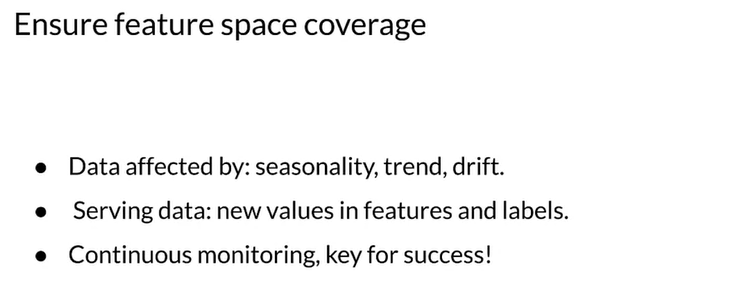 Ensure feature space coverage
● Data affected by: seasonality, trend, drift.
● Serving data: new values in features and labels.
● Continuous monitoring, key for success!